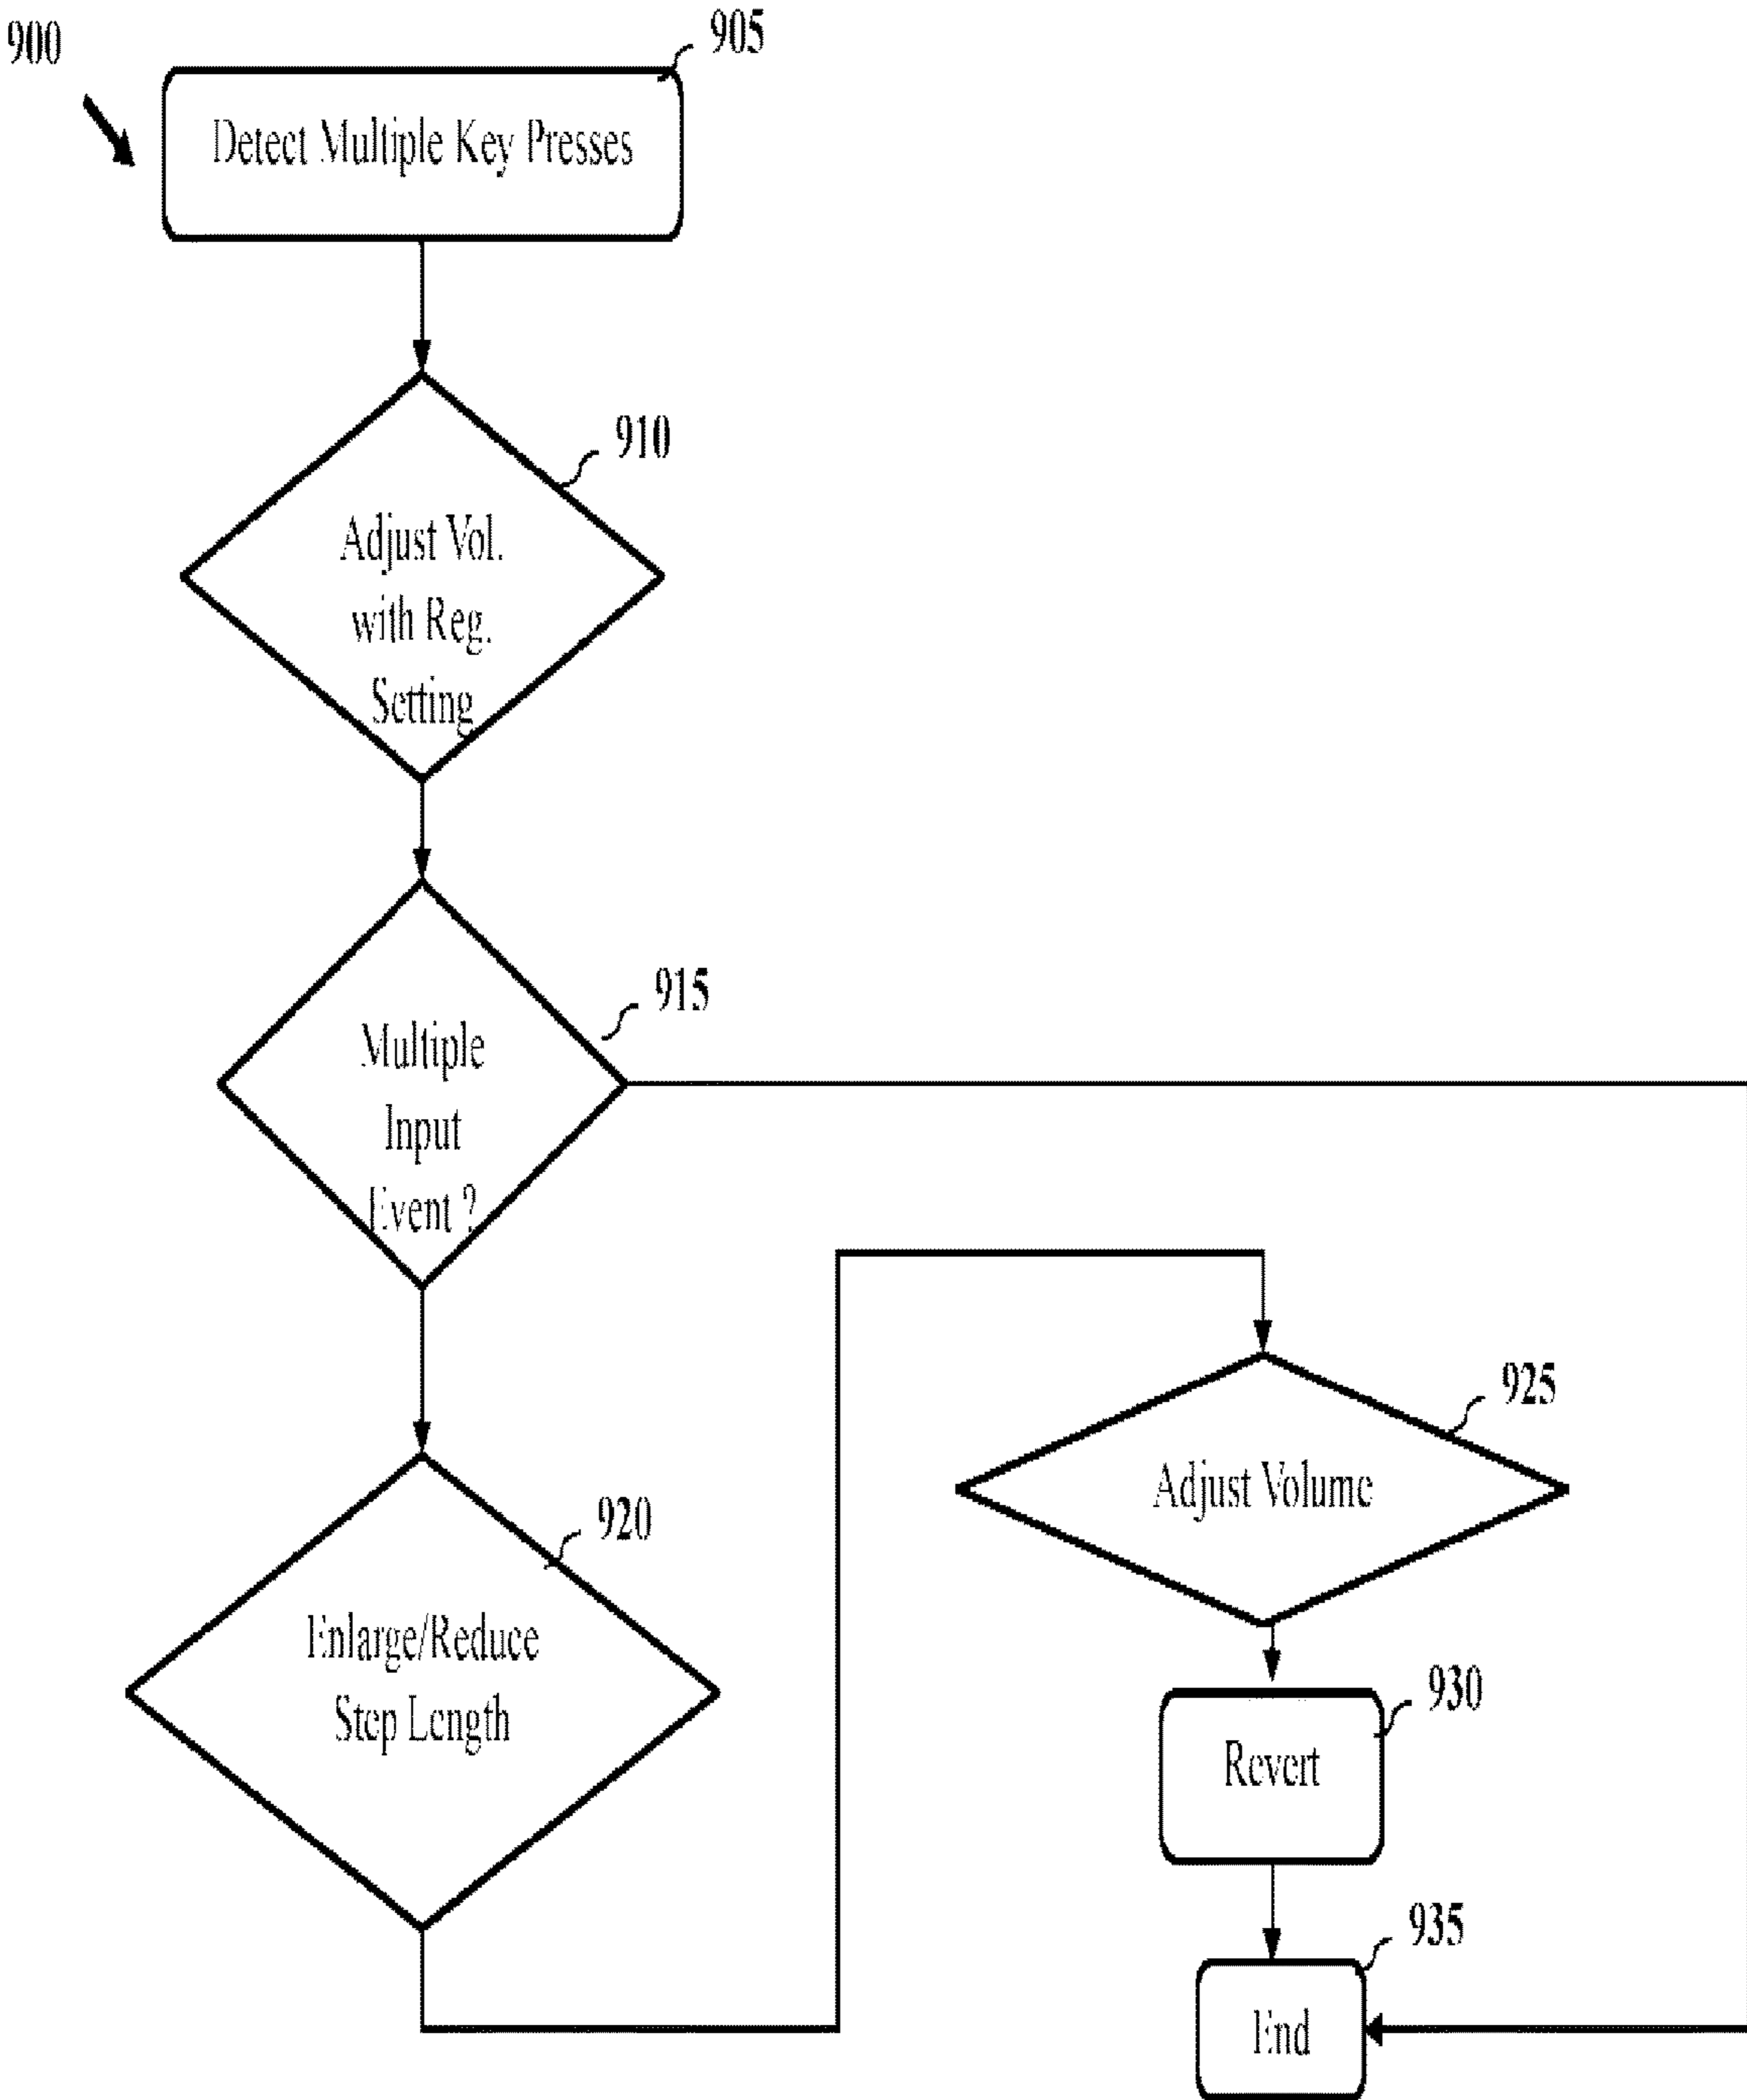 900
905
Detect Multiple Key Presses
910
Adjust Vol.
with Reg.
Setting
915
Multiple
Input
Event ?
920
Enlarge/Reduce
Step Length
925
Adjust Volume
930
Revert
935
End